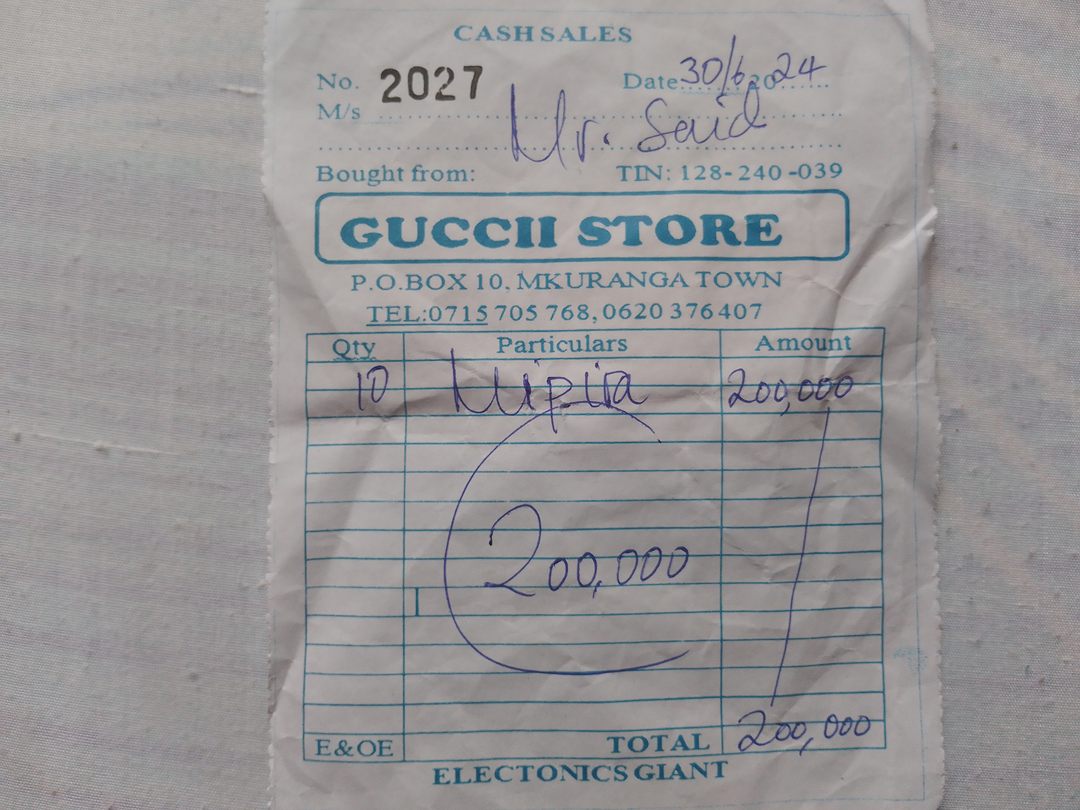 CASH SALES
No. 2027 Date 30/6 2024
M/s Mr. Said
Bought from: TIN: 128-240-039
GUCCII STORE
P.O.BOX 10, MKURANGA TOWN
TEL:0715 705 768, 0620 376 407
Qty Particulars Amount
10 Mipira 200,000
200,000
E&OE TOTAL 200,000
ELECTONICS GIANT